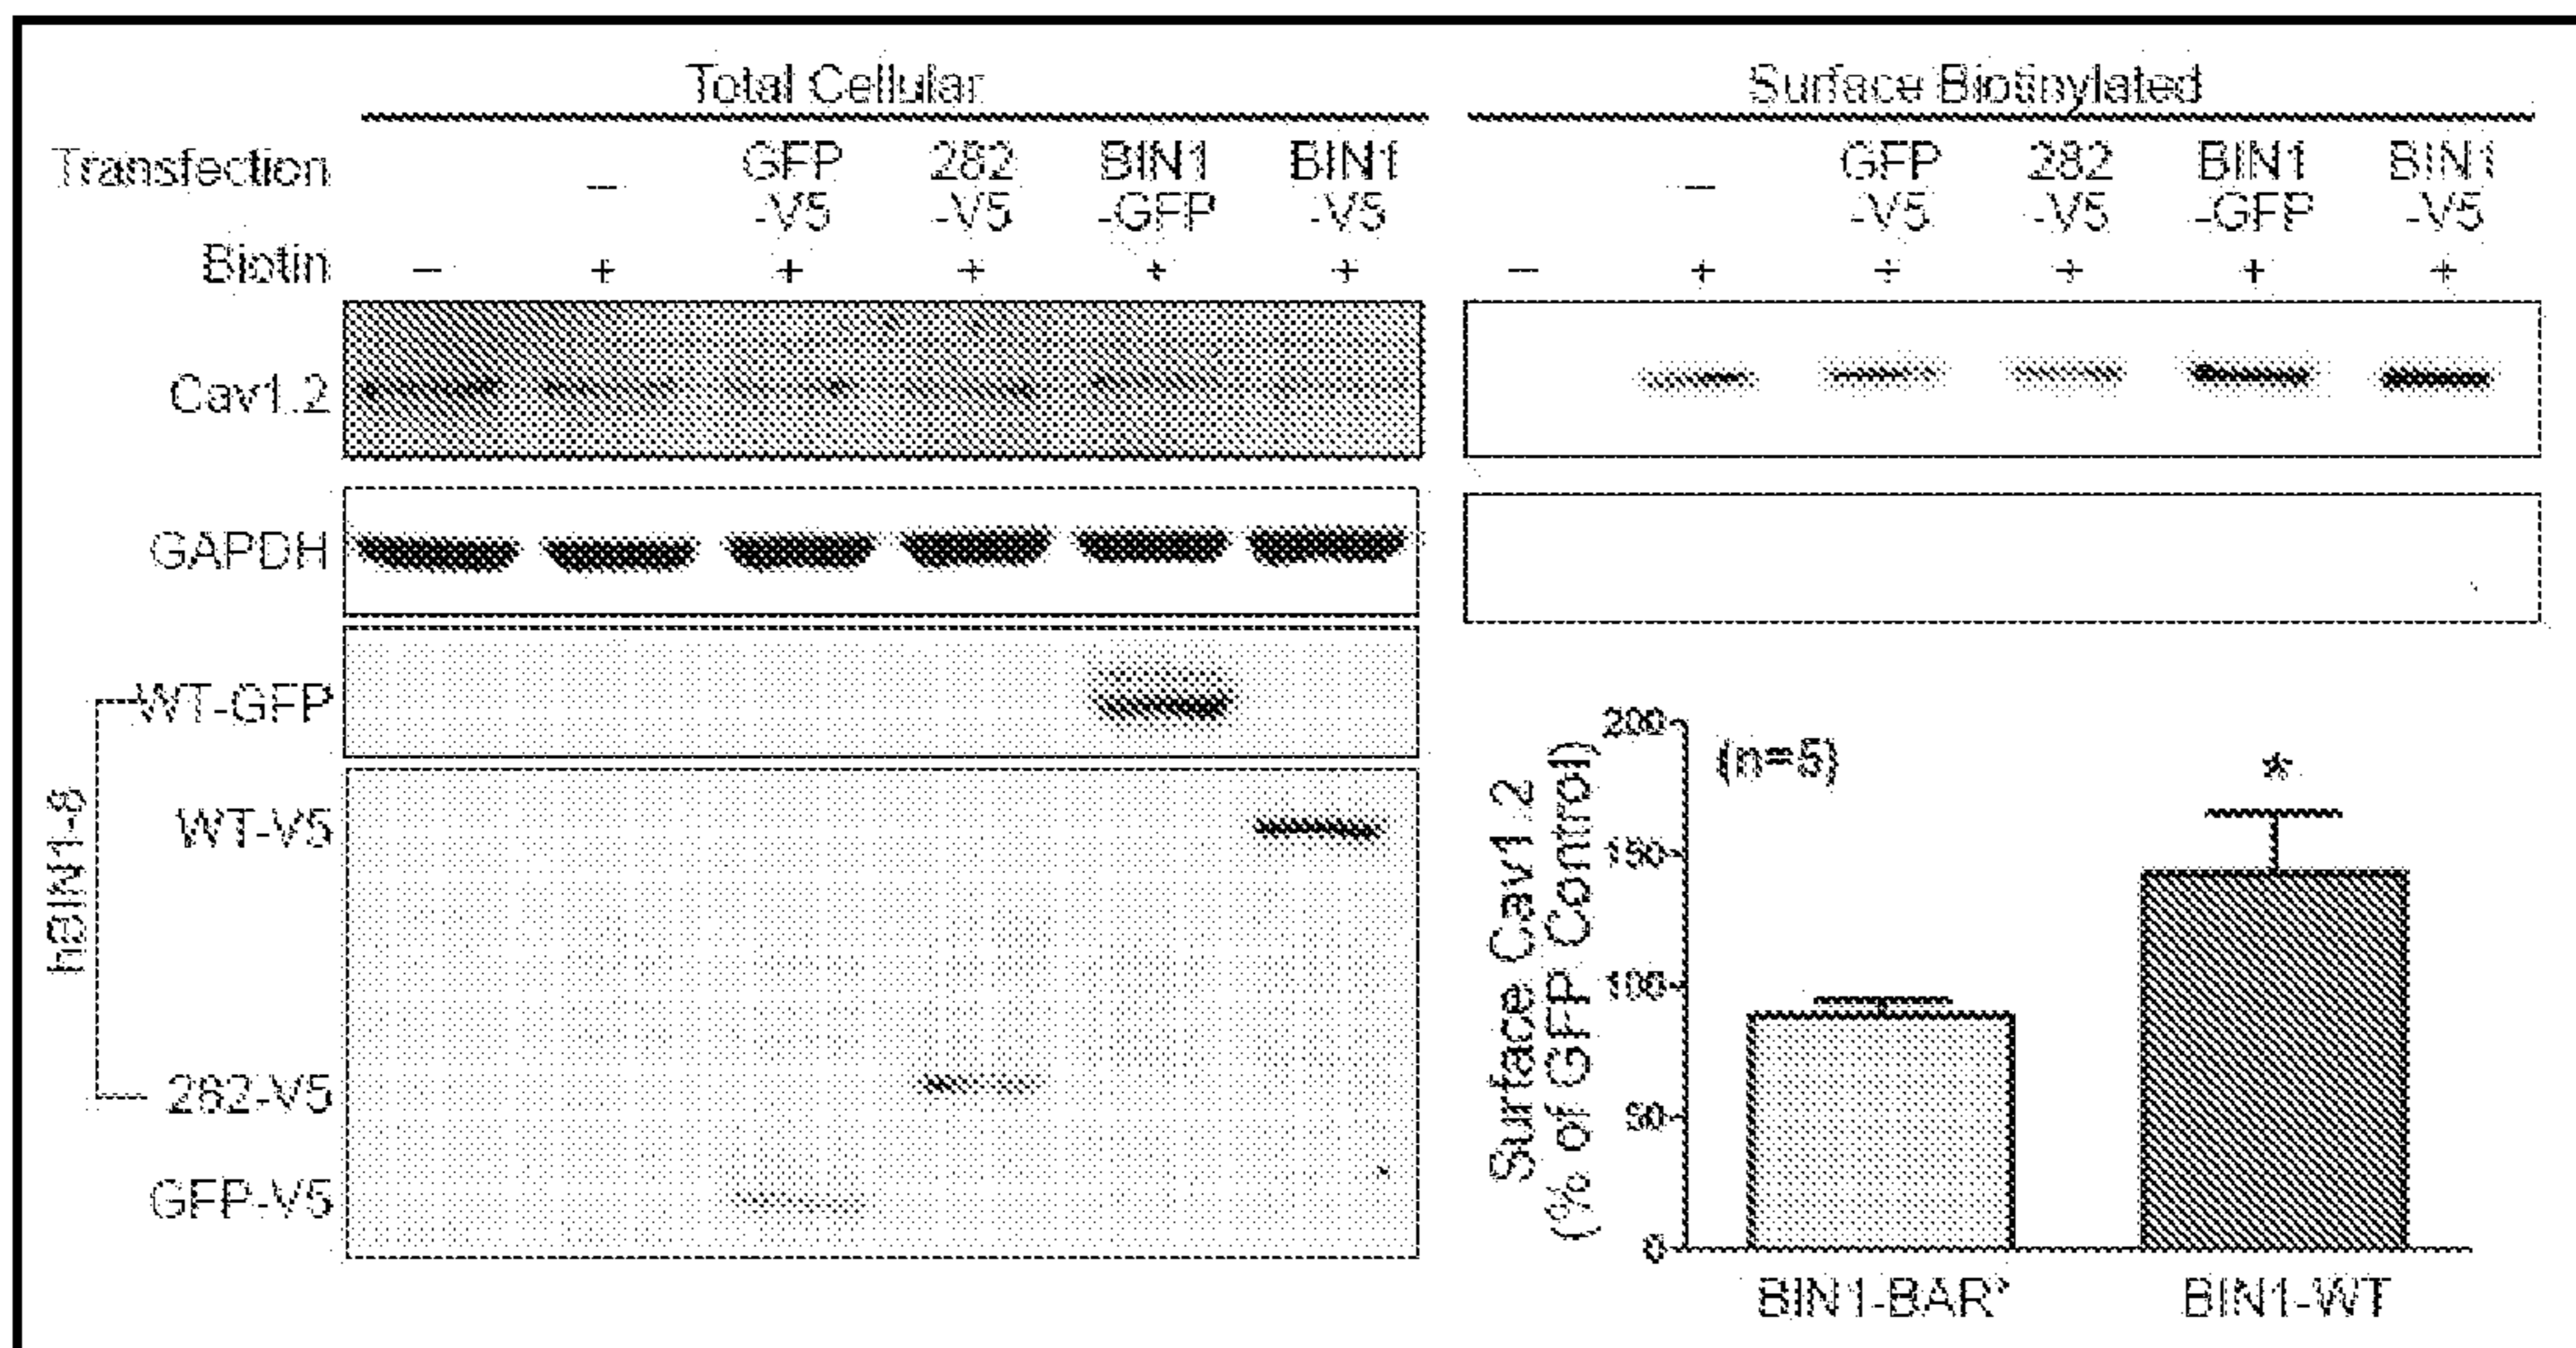 Total Cellular
Surface Biotinylated
Transfection – GFP -V5 282 -V5 BIN1 -GFP BIN1 -V5 – GFP -V5 282 -V5 BIN1 -GFP BIN1 -V5
Biotin – + + + + + – + + + + +
Cav1.2
GAPDH
WT-GFP
WT-V5
hBIN1-8
282-V5
GFP-V5
Surface Cav1.2
(% of GFP Control)
200
150
100
50
0
(n=5)
*
BIN1-BAR*
BIN1-WT